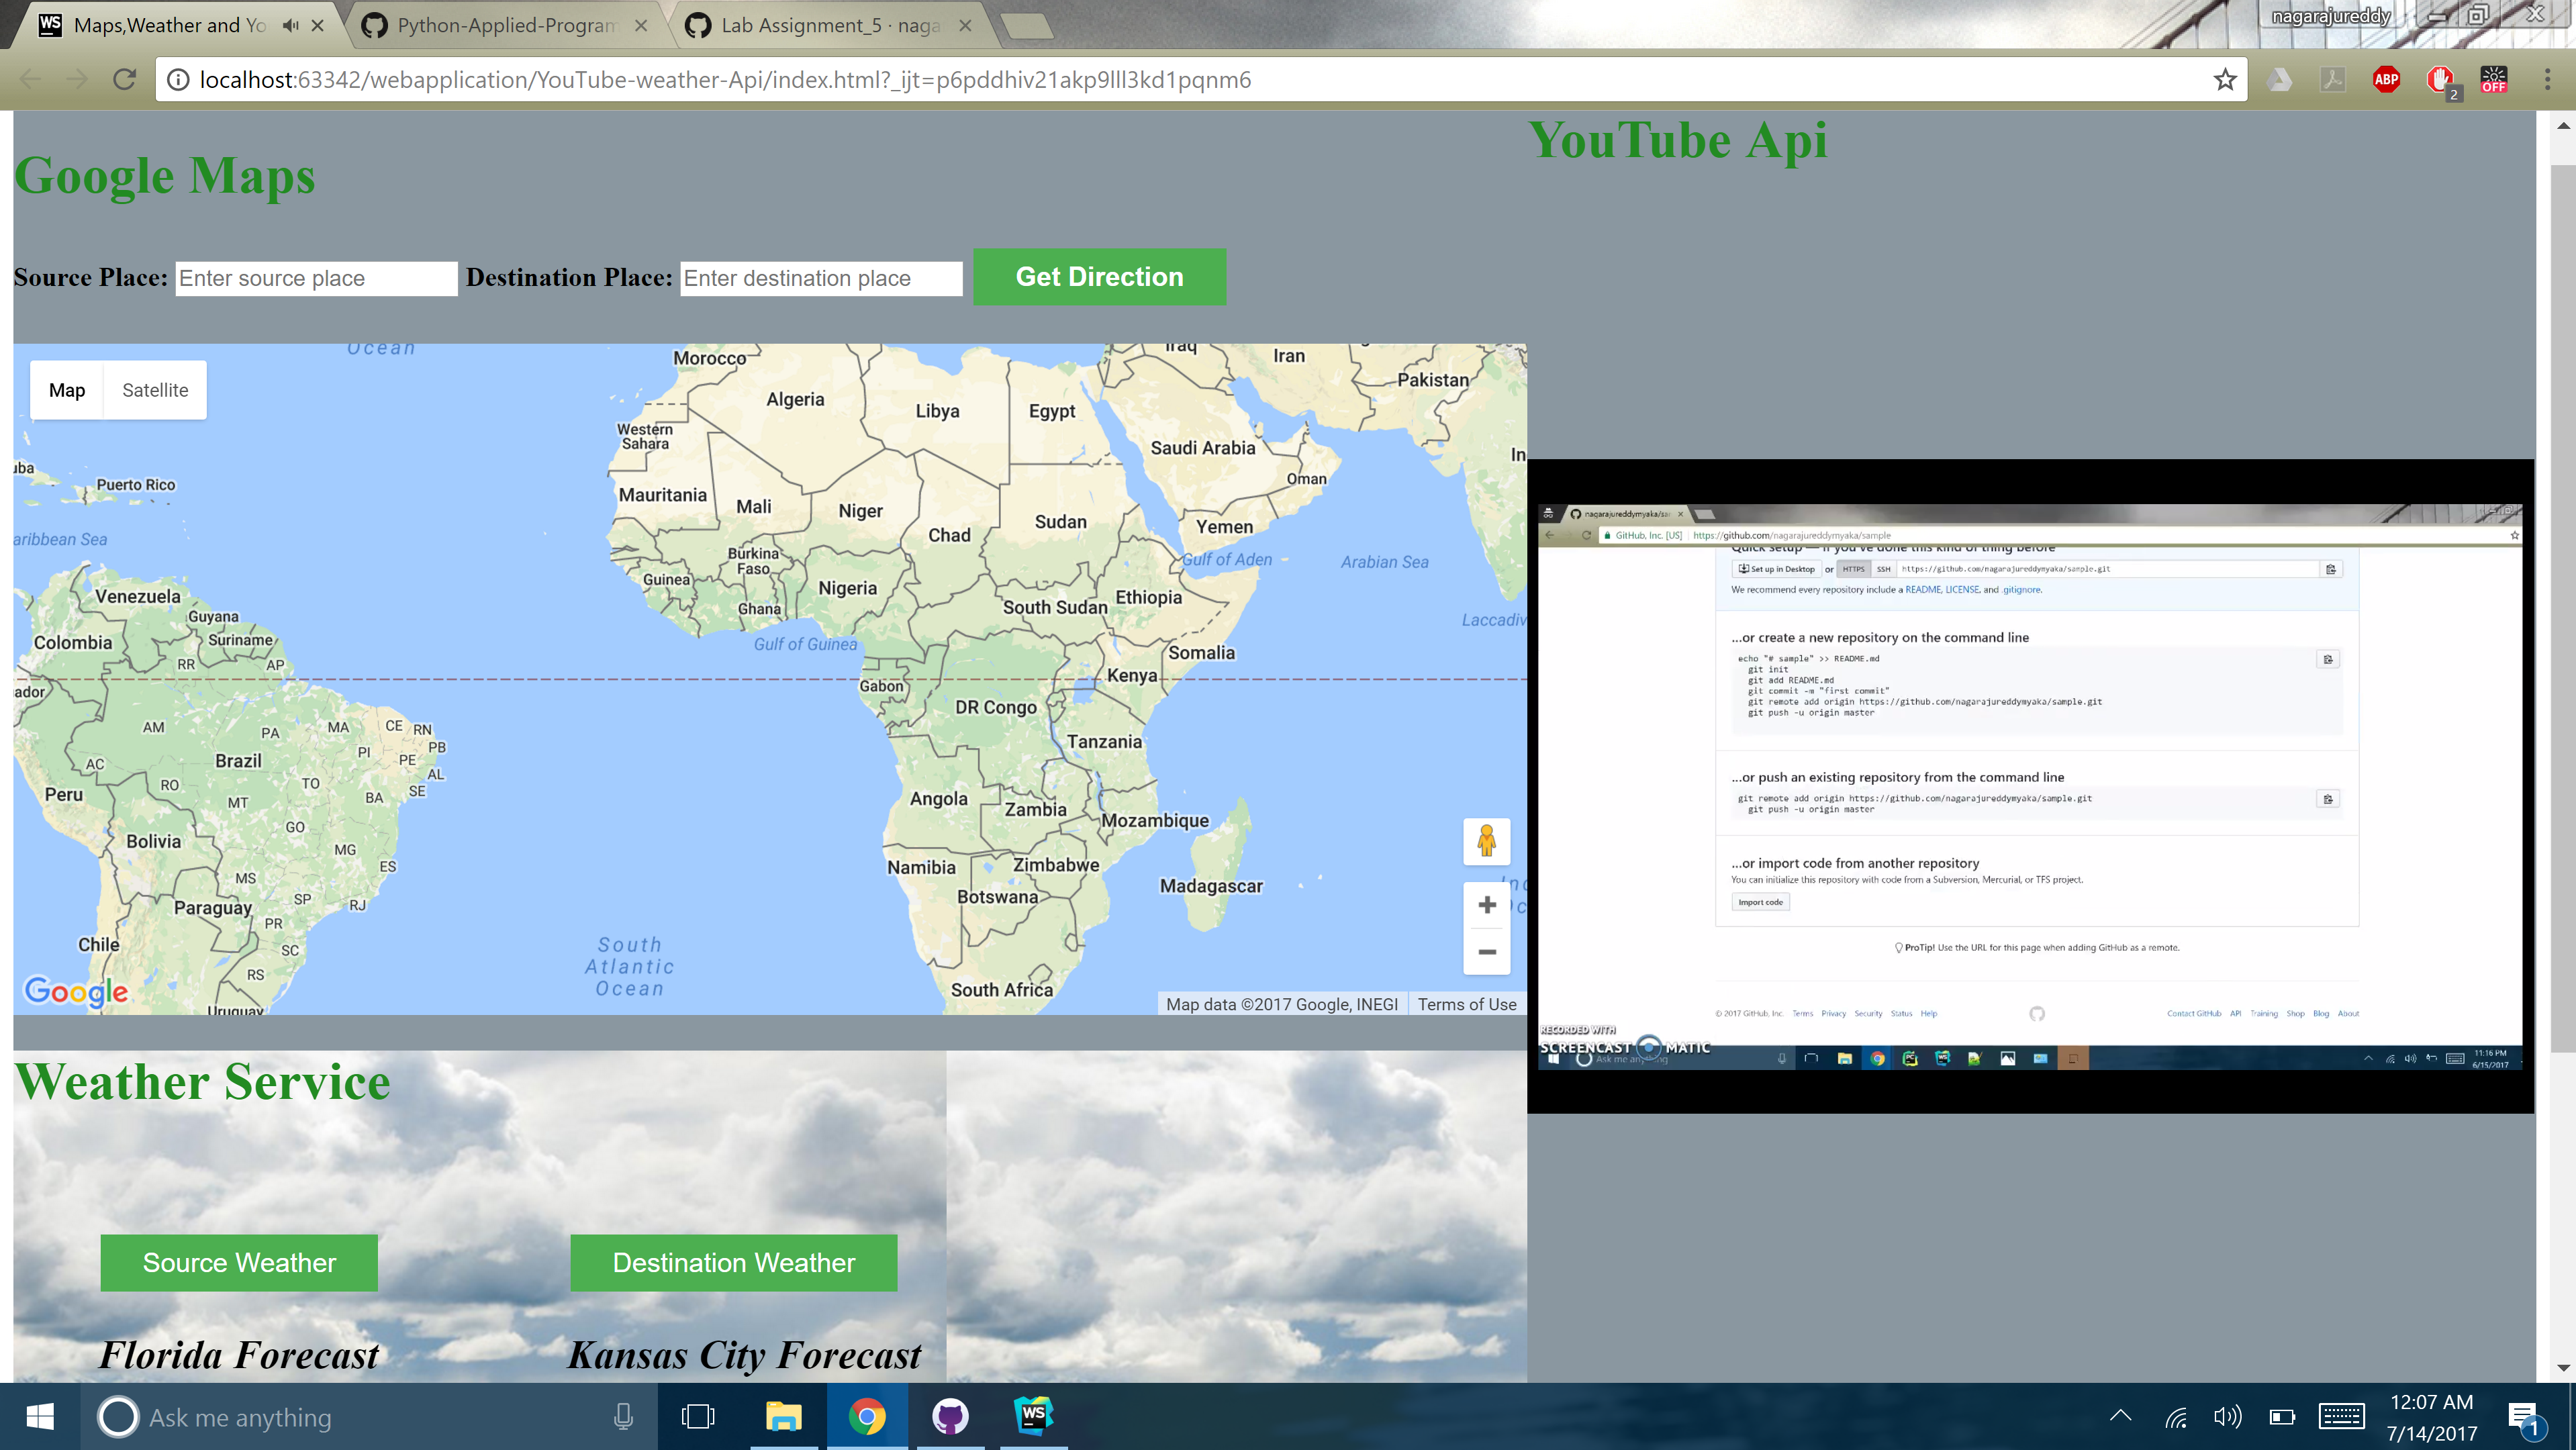 Maps,Weather and Yo
Python-Applied-Program
Lab Assignment_5 · naga
nagarajureddy
localhost:63342/webapplication/YouTube-weather-Api/index.html?_ijt=p6pddhiv21akp9lll3kd1pqnm6
ABP
2
OFF
Google Maps
YouTube Api
Source Place: Enter source place Destination Place: Enter destination place Get Direction
Map Satellite
Ocean
Morocco
Algeria
Libya
Egypt
Iraq
Iran
Pakistan
Western
Sahara
Saudi Arabia
Oman
In
uba
Puerto Rico
Mauritania
Mali
Niger
Chad
Sudan
Yemen
aribbean Sea
Burkina
Faso
Gulf of Aden
Arabian Sea
Guinea
Ghana
Nigeria
South Sudan
Ethiopia
Venezuela
Guyana
Suriname
Colombia
Gulf of Guinea
Laccadiv
Somalia
RR
AP
ador
Gabon
Kenya
DR Congo
Tanzania
AM
PA
MA
CE
RN
PB
PI
PE
AL
AC
RO
Brazil
TO
SE
Peru
MT
BA
Angola
Zambia
Mozambique
GO
Bolivia
MG
ES
Namibia
Zimbabwe
Botswana
Madagascar
MS
SP
RJ
Paraguay
PR
Chile
SC
RS
South
Atlantic
Ocean
South Africa
Uruguay
Google
Map data ©2017 Google, INEGI Terms of Use
nagarajureddymyaka/sa
GitHub, Inc. [US] https://github.com/nagarajureddymyaka/sample
Quick setup — if you've done this kind of thing before
Set up in Desktop or HTTPS SSH https://github.com/nagarajureddymyaka/sample.git
We recommend every repository include a README, LICENSE, and .gitignore.
…or create a new repository on the command line
echo "# sample" >> README.md
git init
git add README.md
git commit -m "first commit"
git remote add origin https://github.com/nagarajureddymyaka/sample.git
git push -u origin master
…or push an existing repository from the command line
git remote add origin https://github.com/nagarajureddymyaka/sample.git
git push -u origin master
…or import code from another repository
You can initialize this repository with code from a Subversion, Mercurial, or TFS project.
Import code
ProTip! Use the URL for this page when adding GitHub as a remote.
© 2017 GitHub, Inc. Terms Privacy Security Status Help
Contact GitHub API Training Shop Blog About
RECORDED WITH
SCREENCAST MATIC
Ask me anything
11:16 PM
6/15/2017
Weather Service
Source Weather
Destination Weather
Florida Forecast
Kansas City Forecast
Ask me anything
WS
12:07 AM
7/14/2017
1